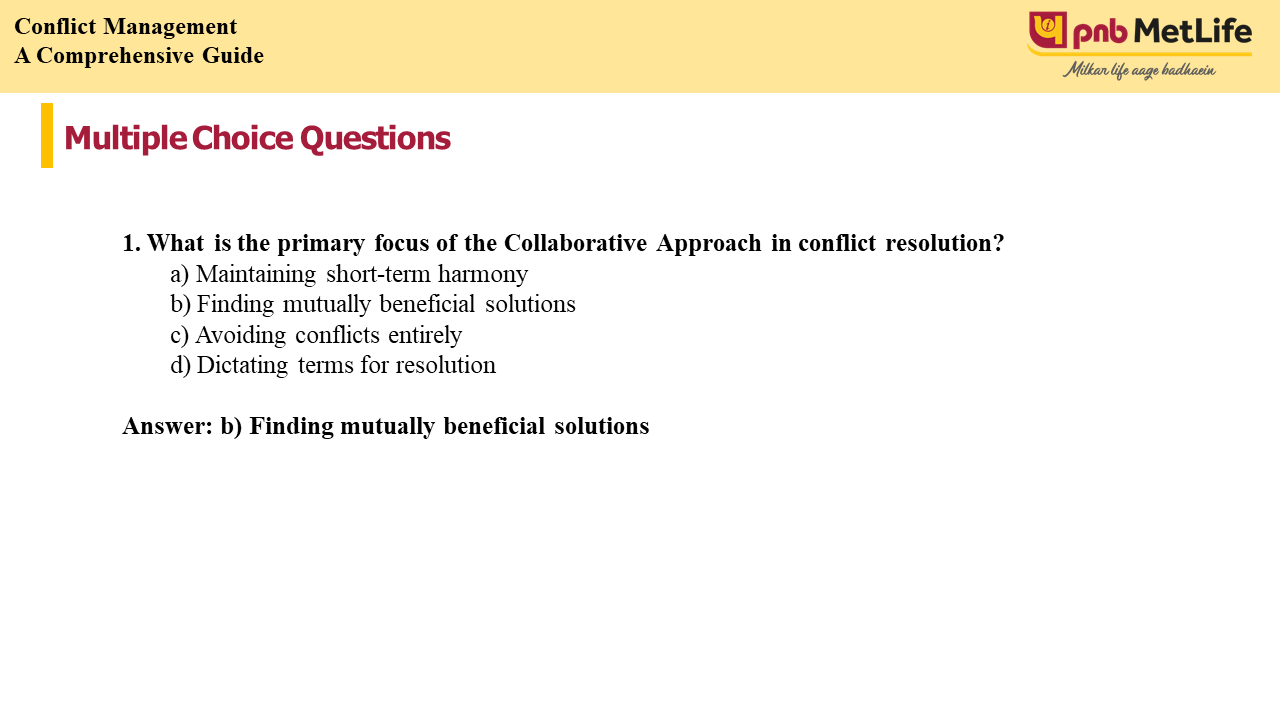 Conflict Management
A Comprehensive Guide
pnb MetLife
Milkar life aage badhaein
Multiple Choice Questions
1. What is the primary focus of the Collaborative Approach in conflict resolution?
a) Maintaining short-term harmony
b) Finding mutually beneficial solutions
c) Avoiding conflicts entirely
d) Dictating terms for resolution
Answer: b) Finding mutually beneficial solutions